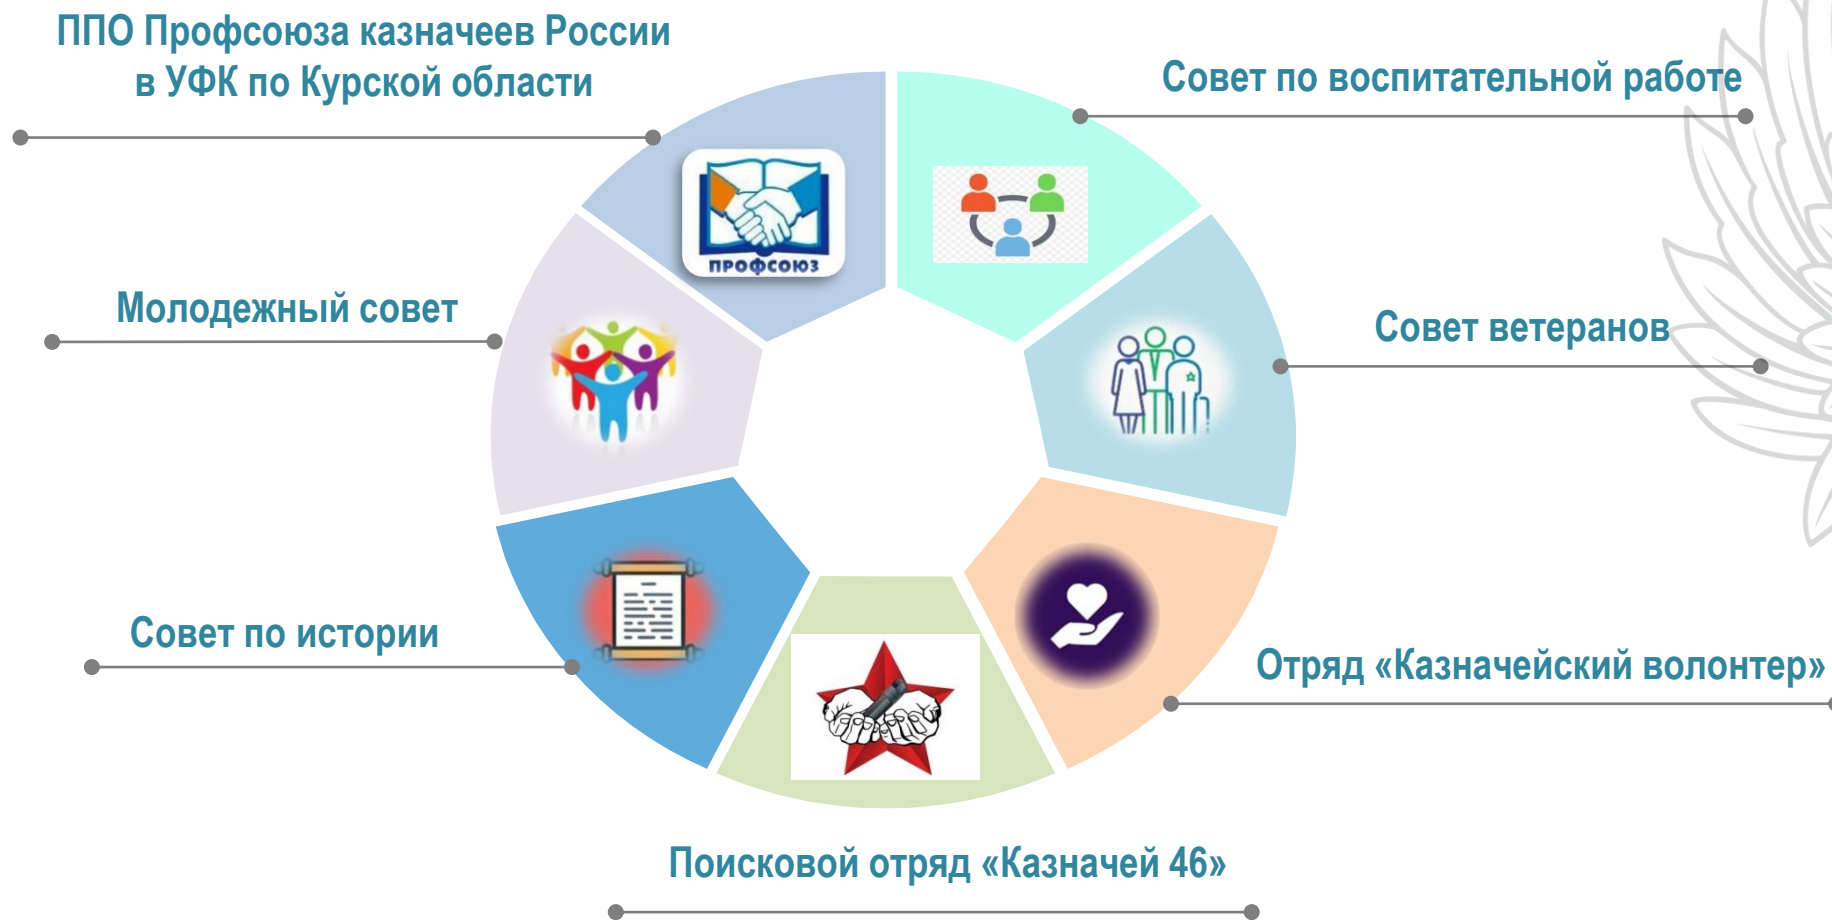 ППО Профсоюза казначеев России
в УФК по Курской области
Совет по воспитательной работе
ПРОФСОЮЗ
Молодежный совет
Совет ветеранов
Совет по истории
Отряд «Казначейский волонтер»
Поисковой отряд «Казначей 46»